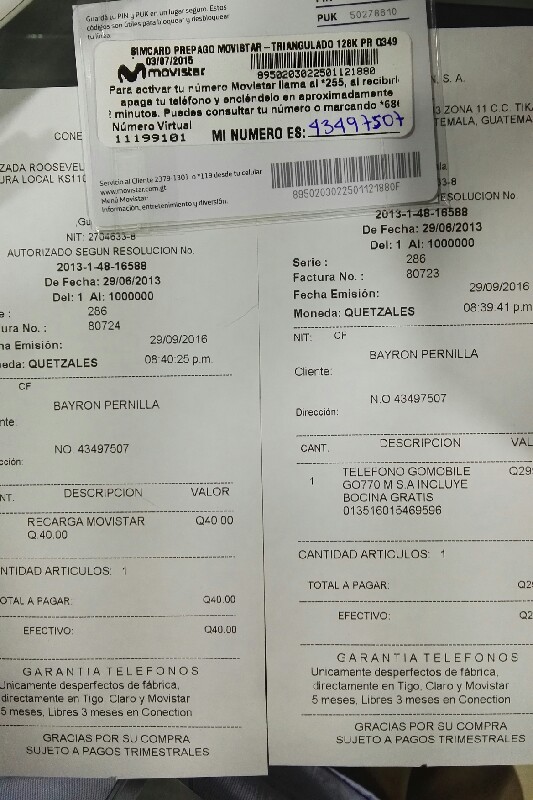 Guarda tu PIN y PUK en un lugar seguro. Estos
códigos son útiles para bloquear y desbloquear
tu línea.
PUK 50278810
SIMCARD PREPAGO MOVISTAR - TRIANGULADO 128K PR Q349
03/07/2015
movistar
8950203022501121880
Para activar tu número Movistar llama al *255, al recibir
apaga tu teléfono y enciéndelo en aproximadamente
2 minutos. Puedes consultar tu número o marcando *68
Número Virtual
11199101
MI NUMERO ES: 43497507
Servicio al Cliente 2379-1303 o *119 desde tu celular
www.movistar.com.gt
Menú Movistar
Información, entretenimiento y diversión.
8950203022501121880F
CONE
ZADA ROOSEVEL
URA LOCAL KS110
NIT: 2704633-8
AUTORIZADO SEGUN RESOLUCION No.
2013-1-48-16588
De Fecha: 29/06/2013
Del: 1 Al: 1000000
e : 286
ura No. : 80724
ha Emisión: 29/09/2016
eda: QUETZALES 08:40:25 p.m.
CF
BAYRON PERNILLA
nte:
NO 43497507
cción:
NT. DESCRIPCION VALOR
RECARGA MOVISTAR Q40.00
Q.40.00
NTIDAD ARTICULOS: 1
OTAL A PAGAR: Q40.00
EFECTIVO: Q40.00
GARANTIA TELEFONOS
Unicamente desperfectos de fábrica,
directamente en Tigo, Claro y Movistar
5 meses, Libres 3 meses en Conection
GRACIAS POR SU COMPRA
SUJETO A PAGOS TRIMESTRALES
N, S. A.
3 ZONA 11 C.C. TIKA
TEMALA, GUATEMA
3-8
ESOLUCION No
2013-1-48-16588
De Fecha: 29/06/2013
Del: 1 Al: 1000000
Serie : 286
Factura No. : 80723
Fecha Emisión: 29/09/2016
Moneda: QUETZALES 08:39:41 p.m.
NIT: CF
BAYRON PERNILLA
Cliente:
N.O 43497507
Dirección:
CANT. DESCRIPCION VAL
1 TELEFONO GOMOBILE Q29
GO770 M S.A INCLUYE
BOCINA GRATIS
013516015469596
CANTIDAD ARTICULOS: 1
TOTAL A PAGAR: Q2
EFECTIVO: Q2
GARANTIA TELEFONOS
Unicamente desperfectos de fábrica,
directamente en Tigo, Claro y Movistar
5 meses, Libres 3 meses en Conection
GRACIAS POR SU COMPRA
SUJETO A PAGOS TRIMESTRALES